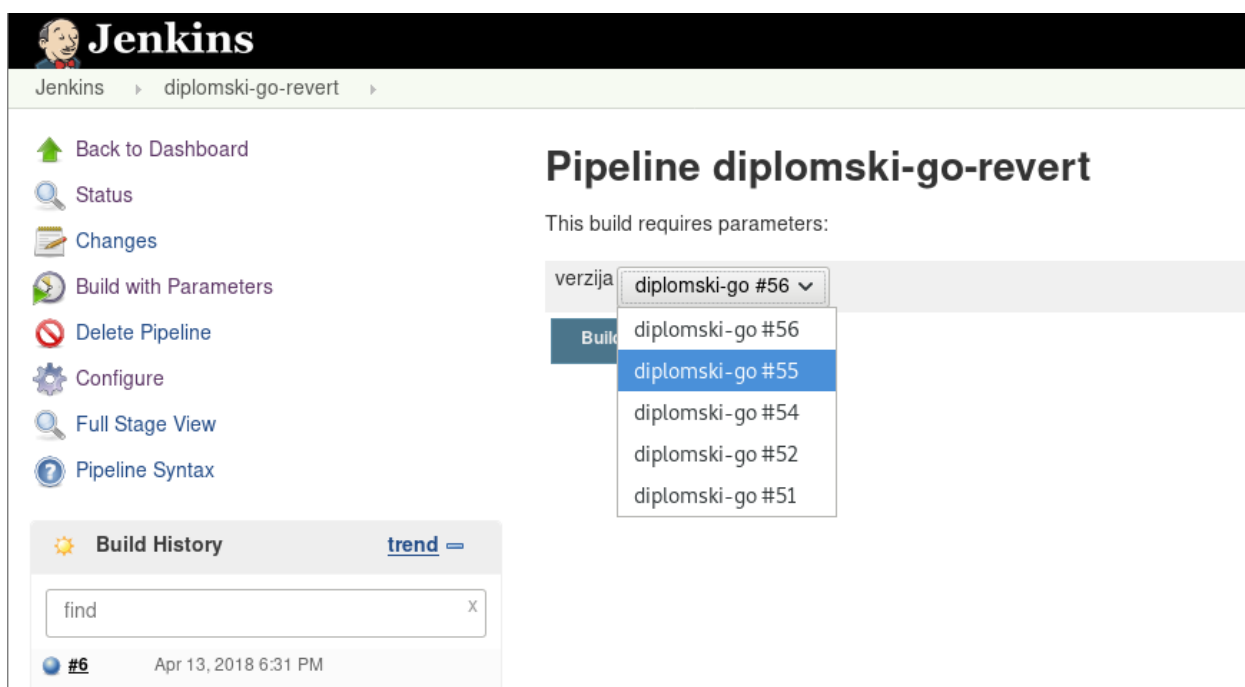 Jenkins
Jenkins diplomski-go-revert
Back to Dashboard
Status
Changes
Build with Parameters
Delete Pipeline
Configure
Full Stage View
Pipeline Syntax
Build History trend
find x
#6 Apr 13, 2018 6:31 PM
Pipeline diplomski-go-revert
This build requires parameters:
verzija diplomski-go #56
diplomski-go #56
diplomski-go #55
diplomski-go #54
diplomski-go #52
diplomski-go #51